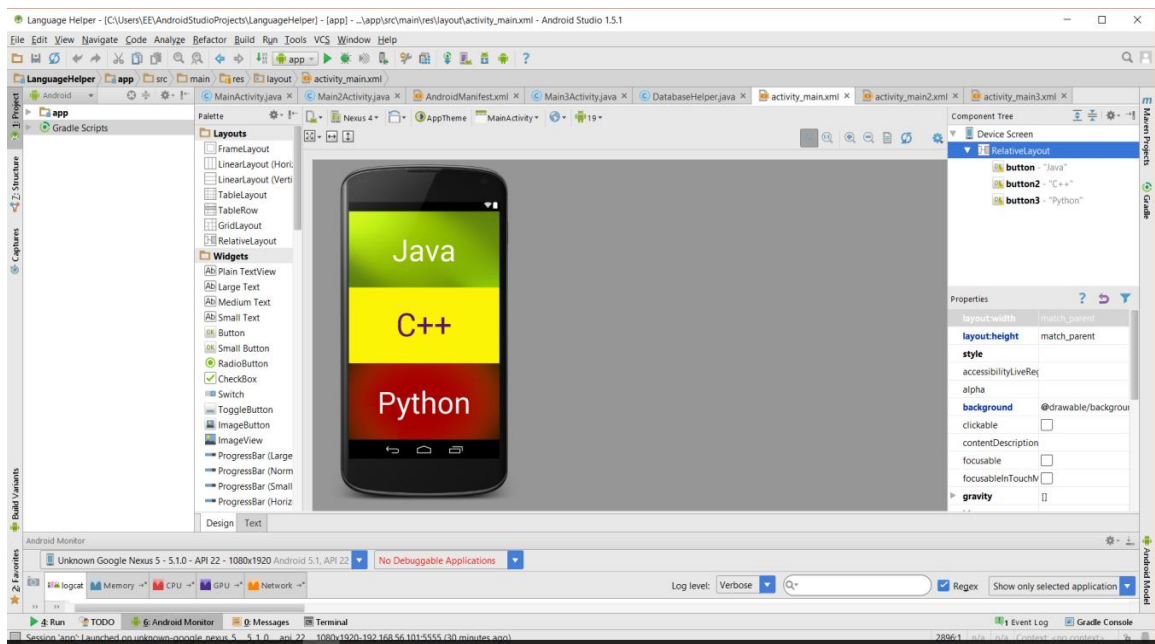 Language Helper - [C:\Users\EE\AndroidStudioProjects\LanguageHelper] - [app] - ...\app\src\main\res\layout\activity_main.xml - Android Studio 1.5.1
File Edit View Navigate Code Analyze Refactor Build Run Tools VCS Window Help
app
LanguageHelper app src main res layout activity_main.xml
1: Project
7: Structure
Captures
Build Variants
2: Favorites
Android
app
Gradle Scripts
MainActivity.java × Main2Activity.java × AndroidManifest.xml × Main3Activity.java × DatabaseHelper.java × activity_main.xml × activity_main2.xml × activity_main3.xml ×
Palette
Layouts
FrameLayout
LinearLayout (Hori:
LinearLayout (Verti
TableLayout
TableRow
GridLayout
RelativeLayout
Widgets
Plain TextView
Large Text
Medium Text
Small Text
Button
Small Button
RadioButton
CheckBox
Switch
ToggleButton
ImageButton
ImageView
ProgressBar (Large
ProgressBar (Norm
ProgressBar (Small
ProgressBar (Horiz
Nexus 4 AppTheme MainActivity 19
Java
C++
Python
Design Text
Component Tree
Device Screen
RelativeLayout
button - "Java"
button2 - "C++"
button3 - "Python"
Properties
layout:width match_parent
layout:height match_parent
style
accessibilityLiveReg
alpha
background @drawable/backgroun
clickable
contentDescription
focusable
focusableInTouchM
gravity []
Maven Projects
Gradle
Android Model
Android Monitor
Unknown Google Nexus 5 - 5.1.0 - API 22 - 1080x1920 Android 5.1, API 22 No Debuggable Applications
logcat Memory CPU GPU Network Log level: Verbose Regex Show only selected application
4: Run TODO 6: Android Monitor 0: Messages Terminal 1 Event Log Gradle Console
Session 'app': Launched on unknown-google_nexus_5_-5_1_0_-api_22_-1080x1920-192.168.56.101:5555 (30 minutes ago) 2896:1 n/a n/a Context: <no context>